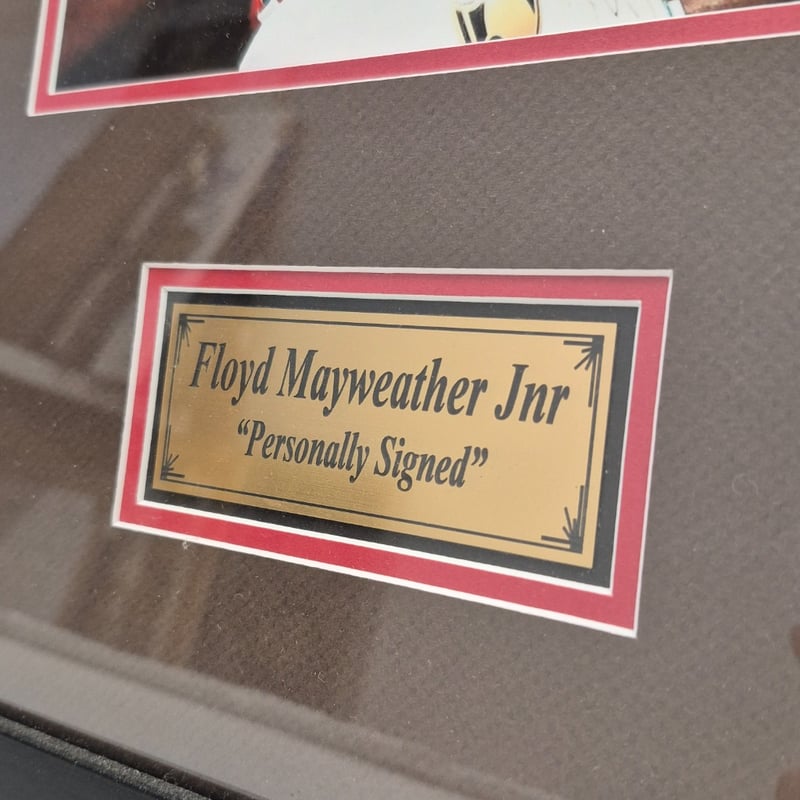 Floyd Mayweather Jnr
“Personally Signed”